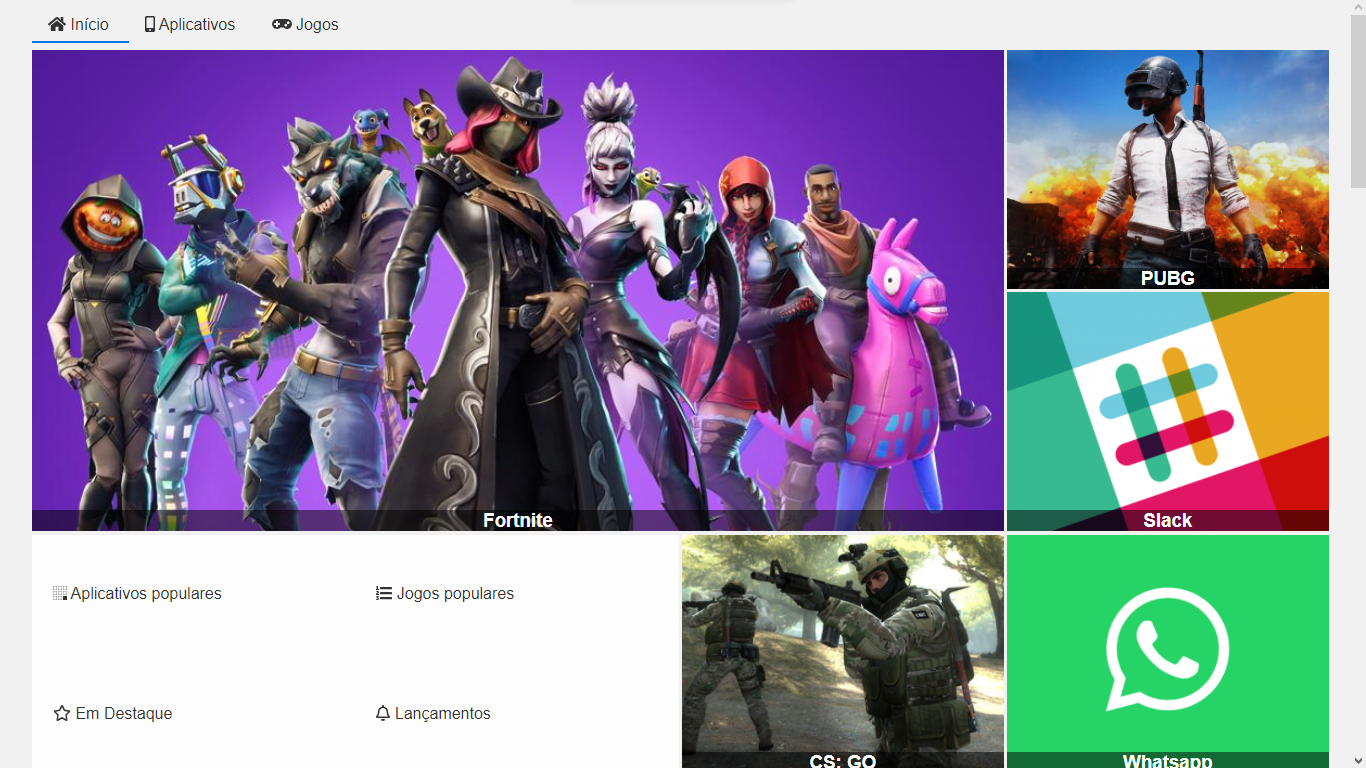 Início Aplicativos Jogos
Fortnite
PUBG
Slack
Aplicativos populares Jogos populares
Em Destaque Lançamentos
CS: GO
Whatsapp